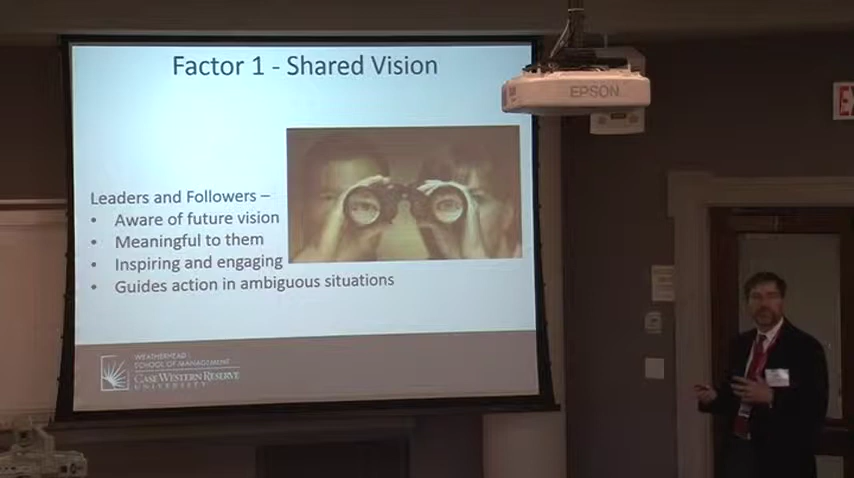 Factor 1 - Shared Vision
Leaders and Followers –
• Aware of future vision
• Meaningful to them
• Inspiring and engaging
• Guides action in ambiguous situations
WEATHERHEAD
SCHOOL OF MANAGEMENT
CASE WESTERN RESERVE
UNIVERSITY
EPSON
EX